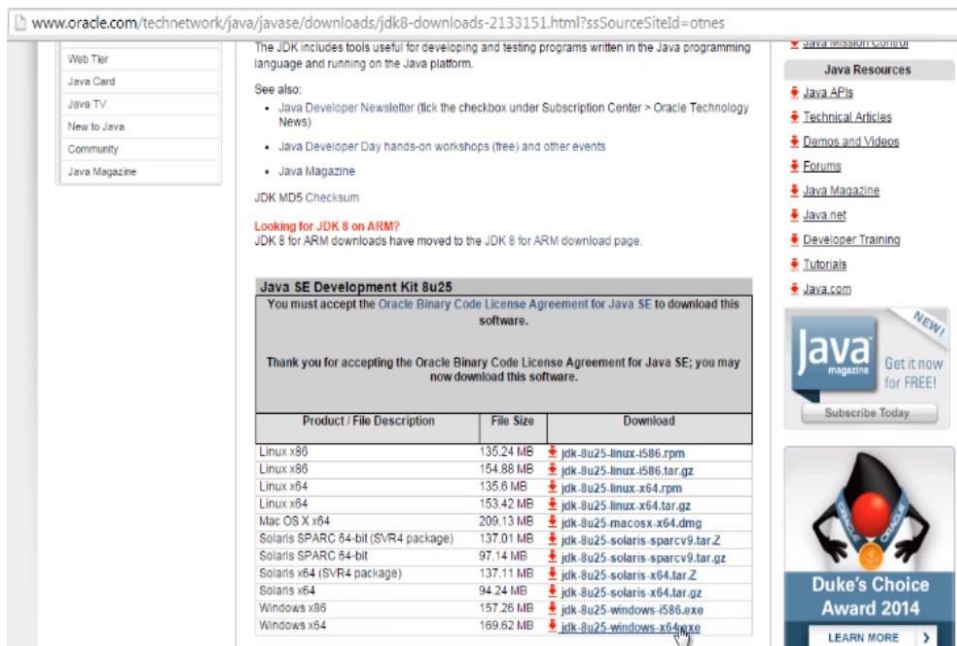 www.oracle.com/technetwork/java/javase/downloads/jdk8-downloads-2133151.html?ssSourceSiteId=otnes
Web Tier
Java Card
Java TV
New to Java
Community
Java Magazine
The JDK includes tools useful for developing and testing programs written in the Java programming
language and running on the Java platform.
See also:
Java Developer Newsletter (tick the checkbox under Subscription Center > Oracle Technology
News)
Java Developer Day hands-on workshops (free) and other events
Java Magazine
JDK MD5 Checksum
Looking for JDK 8 on ARM?
JDK 8 for ARM downloads have moved to the JDK 8 for ARM download page.
Java SE Development Kit 8u25
You must accept the Oracle Binary Code License Agreement for Java SE to download this
software.
Thank you for accepting the Oracle Binary Code License Agreement for Java SE; you may
now download this software.
Product / File Description File Size Download
Linux x86 135.24 MB jdk-8u25-linux-i586.rpm
Linux x86 154.88 MB jdk-8u25-linux-i586.tar.gz
Linux x64 135.6 MB jdk-8u25-linux-x64.rpm
Linux x64 153.42 MB jdk-8u25-linux-x64.tar.gz
Mac OS X x64 209.13 MB jdk-8u25-macosx-x64.dmg
Solaris SPARC 64-bit (SVR4 package) 137.01 MB jdk-8u25-solaris-sparcv9.tar.Z
Solaris SPARC 64-bit 97.14 MB jdk-8u25-solaris-sparcv9.tar.gz
Solaris x64 (SVR4 package) 137.11 MB jdk-8u25-solaris-x64.tar.Z
Solaris x64 94.24 MB jdk-8u25-solaris-x64.tar.gz
Windows x86 157.26 MB jdk-8u25-windows-i586.exe
Windows x64 169.62 MB jdk-8u25-windows-x64.exe
Java Mission Control
Java Resources
Java APIs
Technical Articles
Demos and Videos
Forums
Java Magazine
Java.net
Developer Training
Tutorials
Java.com
NEW!
Java
magazine
Get it now
for FREE!
Subscribe Today
ORACLE
Duke's Choice
Award 2014
LEARN MORE